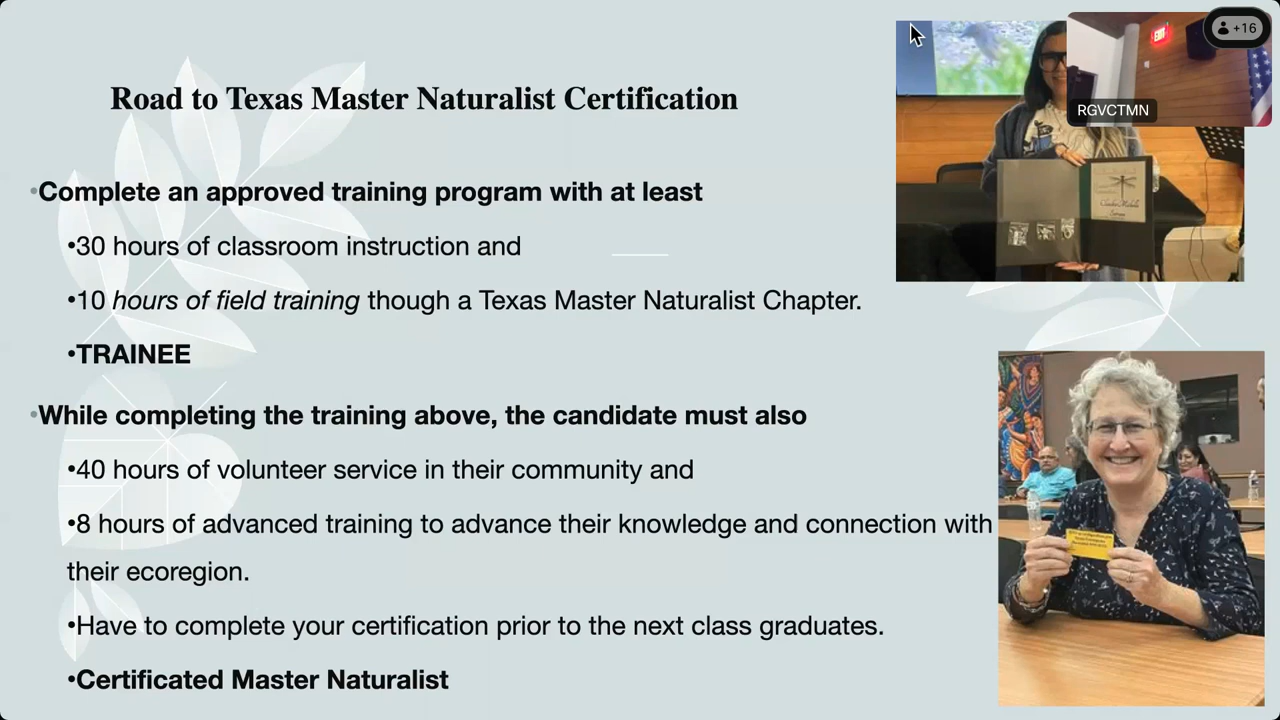 Road to Texas Master Naturalist Certification
•Complete an approved training program with at least
•30 hours of classroom instruction and
•10 hours of field training though a Texas Master Naturalist Chapter.
•TRAINEE
•While completing the training above, the candidate must also
•40 hours of volunteer service in their community and
•8 hours of advanced training to advance their knowledge and connection with
their ecoregion.
•Have to complete your certification prior to the next class graduates.
•Certificated Master Naturalist
+16
EXIT
RGVCTMN